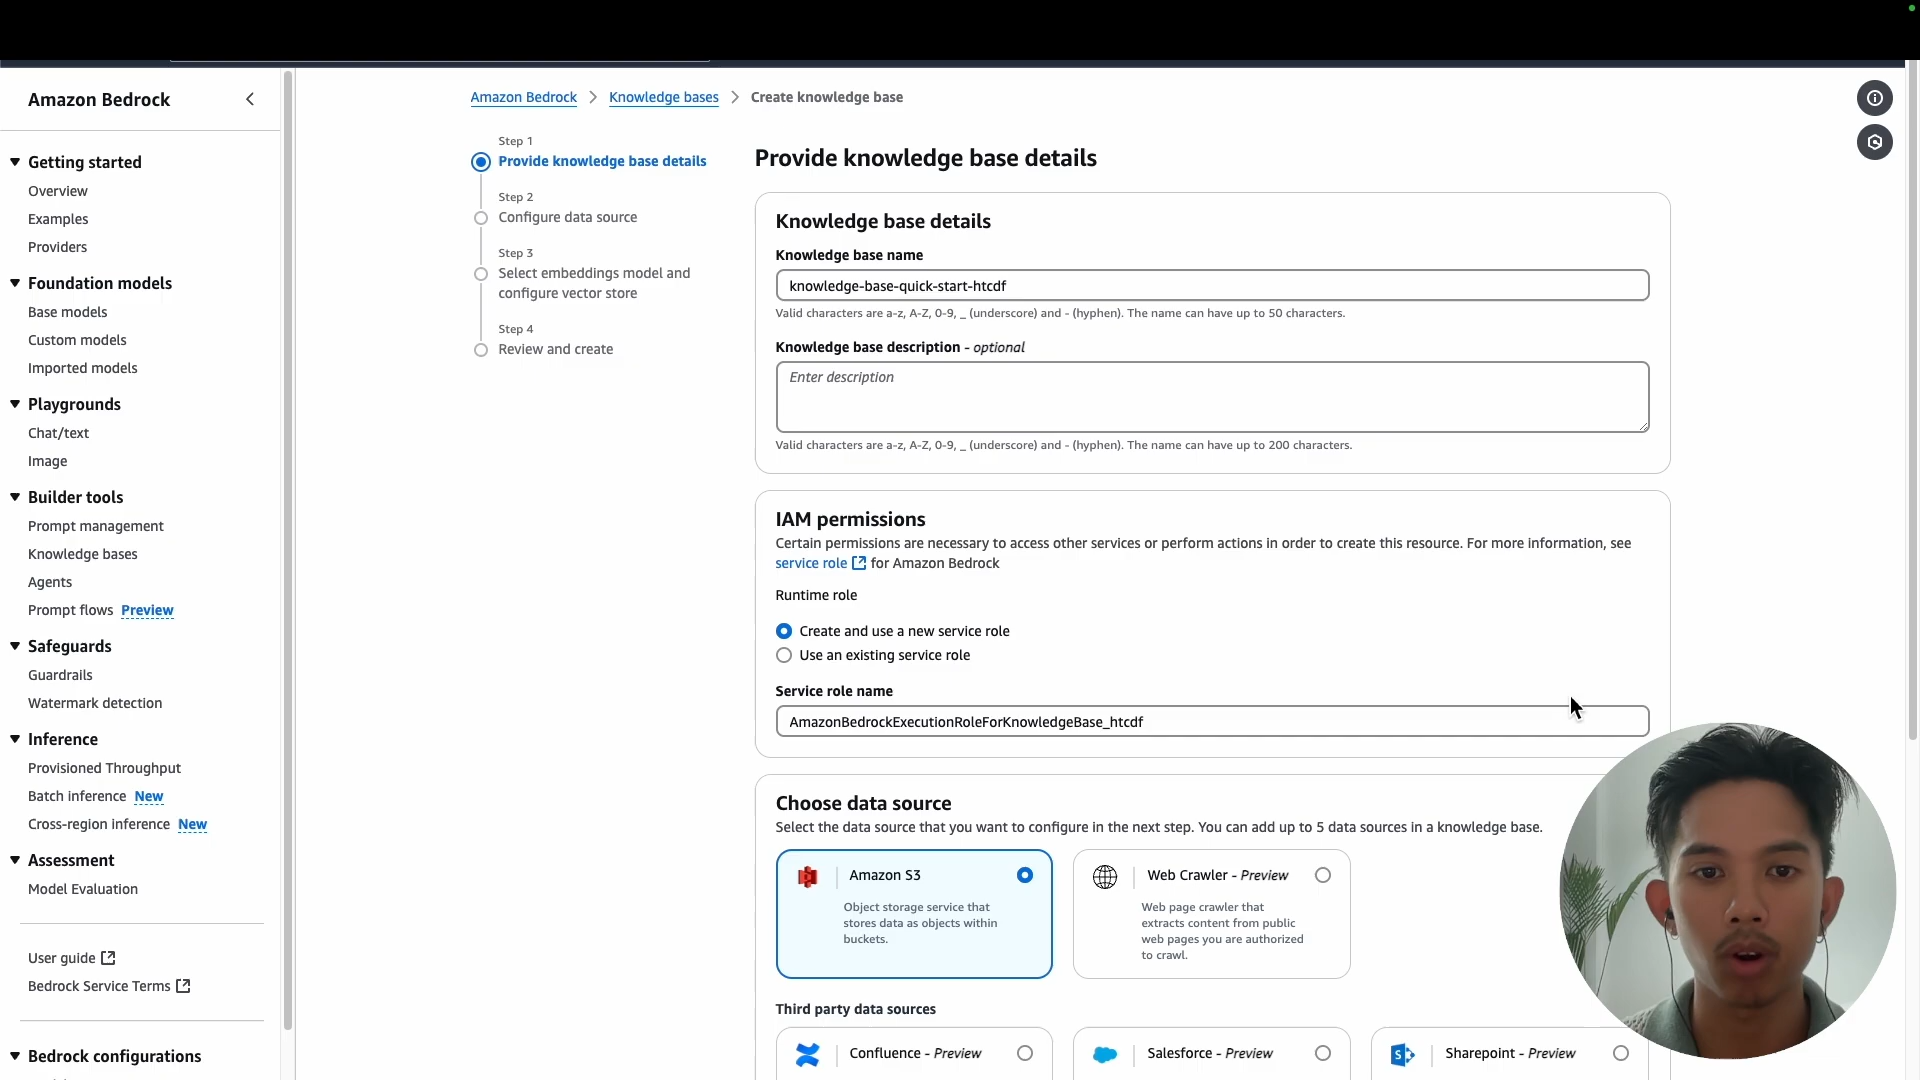 Amazon Bedrock
Getting started
Overview
Examples
Providers
Foundation models
Base models
Custom models
Imported models
Playgrounds
Chat/text
Image
Builder tools
Prompt management
Knowledge bases
Agents
Prompt flows Preview
Safeguards
Guardrails
Watermark detection
Inference
Provisioned Throughput
Batch inference New
Cross-region inference New
Assessment
Model Evaluation
User guide
Bedrock Service Terms
Bedrock configurations
Amazon Bedrock > Knowledge bases > Create knowledge base
Step 1
Provide knowledge base details
Step 2
Configure data source
Step 3
Select embeddings model and
configure vector store
Step 4
Review and create
Provide knowledge base details
Knowledge base details
Knowledge base name
knowledge-base-quick-start-htcdf
Valid characters are a-z, A-Z, 0-9, _ (underscore) and - (hyphen). The name can have up to 50 characters.
Knowledge base description - optional
Enter description
Valid characters are a-z, A-Z, 0-9, _ (underscore) and - (hyphen). The name can have up to 200 characters.
IAM permissions
Certain permissions are necessary to access other services or perform actions in order to create this resource. For more information, see
service role for Amazon Bedrock
Runtime role
Create and use a new service role
Use an existing service role
Service role name
AmazonBedrockExecutionRoleForKnowledgeBase_htcdf
Choose data source
Select the data source that you want to configure in the next step. You can add up to 5 data sources in a knowledge base.
Amazon S3
Object storage service that
stores data as objects within
buckets.
Web Crawler - Preview
Web page crawler that
extracts content from public
web pages you are authorized
to crawl.
Third party data sources
Confluence - Preview
Salesforce - Preview
Sharepoint - Preview